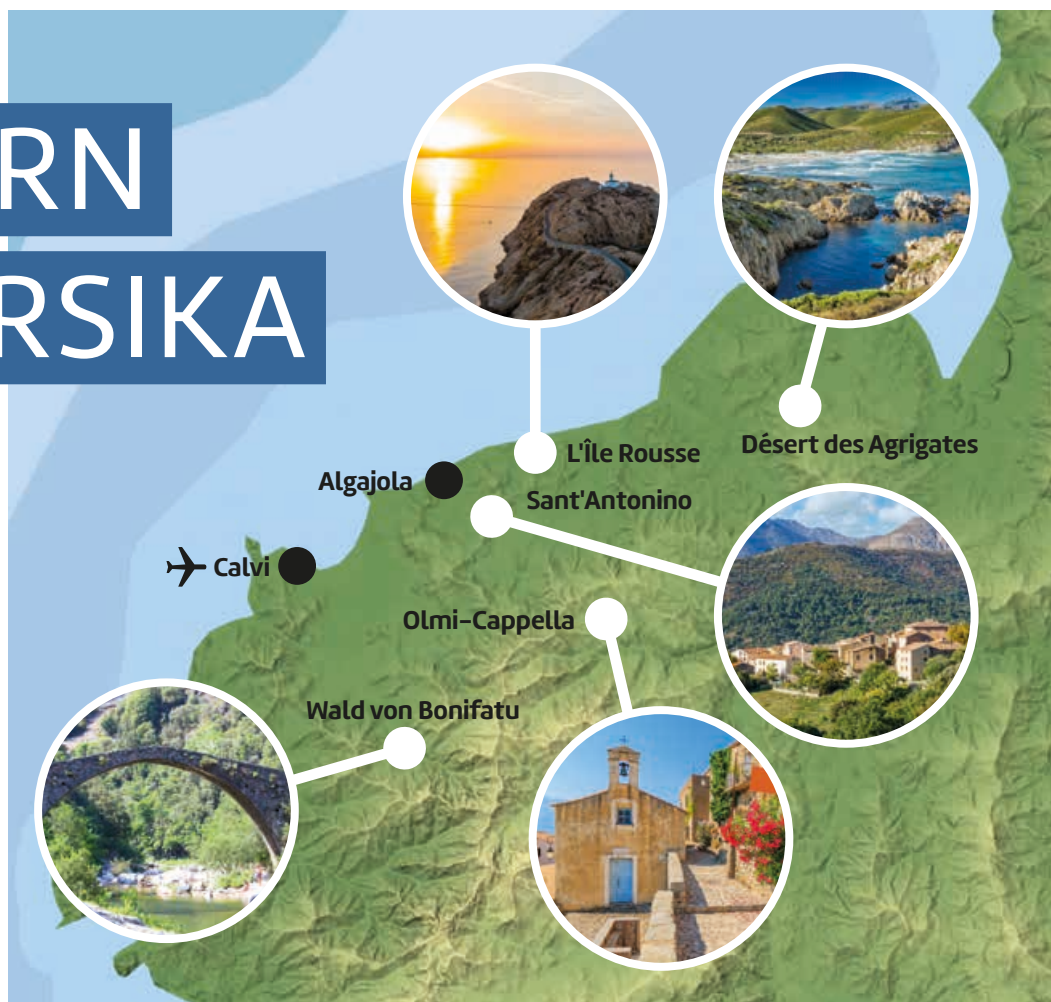 RN
RSIKA
L'Île Rousse
Désert des Agrigates
Algajola
Sant'Antonino
Calvi
Olmi-Cappella
Wald von Bonifatu